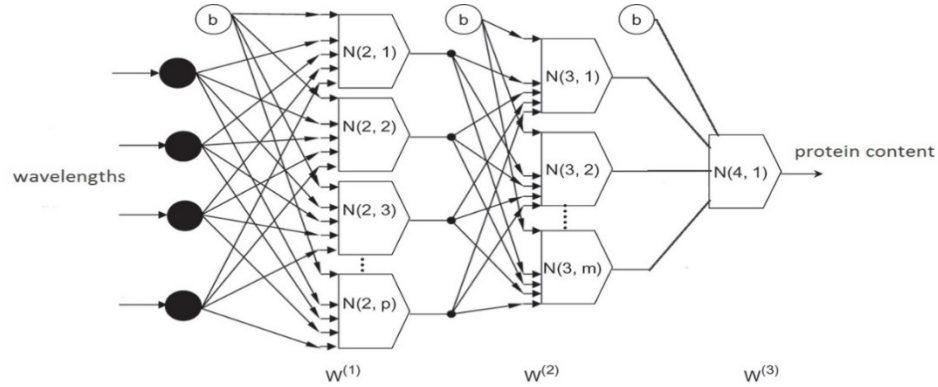 b
b
b
N(2, 1)
N(3, 1)
N(2, 2)
protein content
wavelengths
N(3, 2)
N(4, 1)
N(2, 3)
N(3, m)
N(2, p)
W(1)
W(2)
W(3)